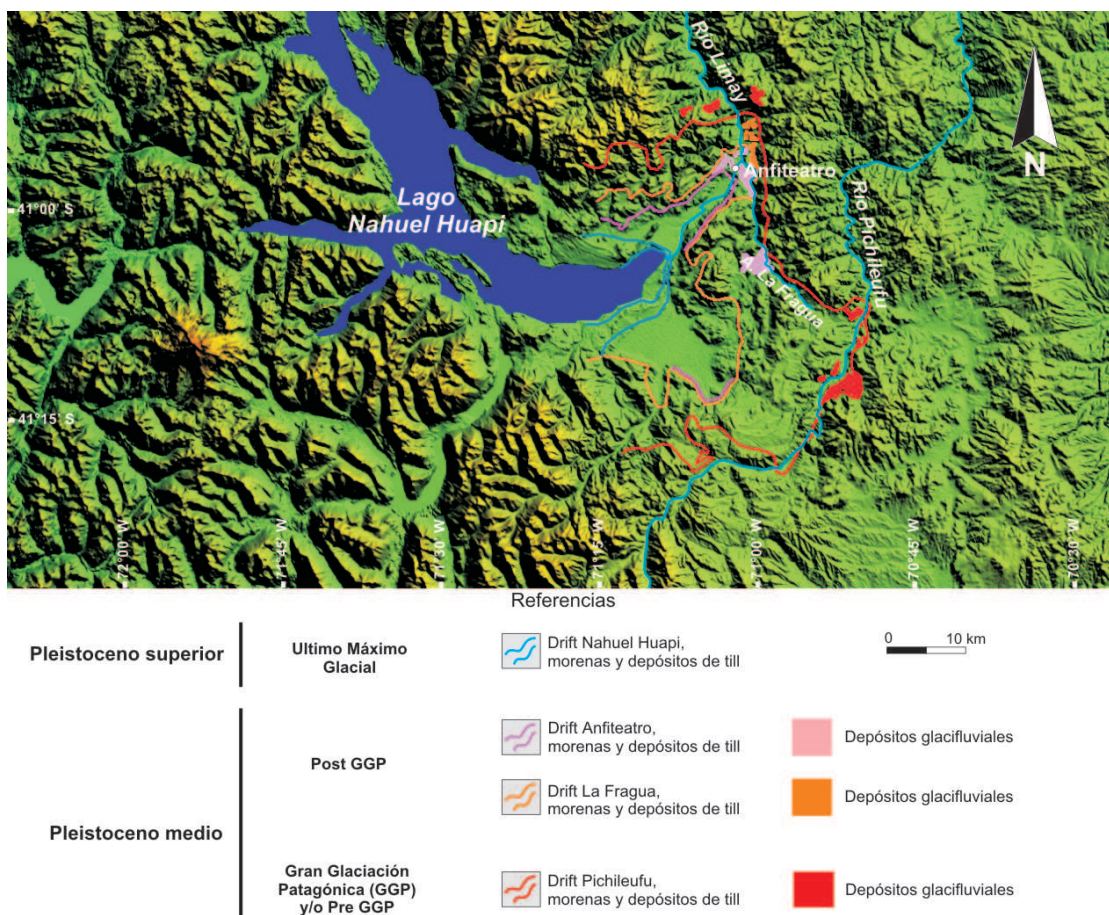 Río Limay
N
Anfiteatro
41°00' S
Lago
Nahuel Huapi
Río Pichileufu
A. La Fragua
41°15' S
72°00' W
71°45' W
71°30' W
71°15' W
71°00' W
70°45' W
70°30' W
Referencias
Pleistoceno superior
Ultimo Máximo
Glacial
Drift Nahuel Huapi,
morenas y depósitos de till
0 10 km
Post GGP
Drift Anfiteatro,
morenas y depósitos de till
Depósitos glacifluviales
Drift La Fragua,
morenas y depósitos de till
Depósitos glacifluviales
Pleistoceno medio
Gran Glaciación
Patagónica (GGP)
y/o Pre GGP
Drift Pichileufu,
morenas y depósitos de till
Depósitos glacifluviales